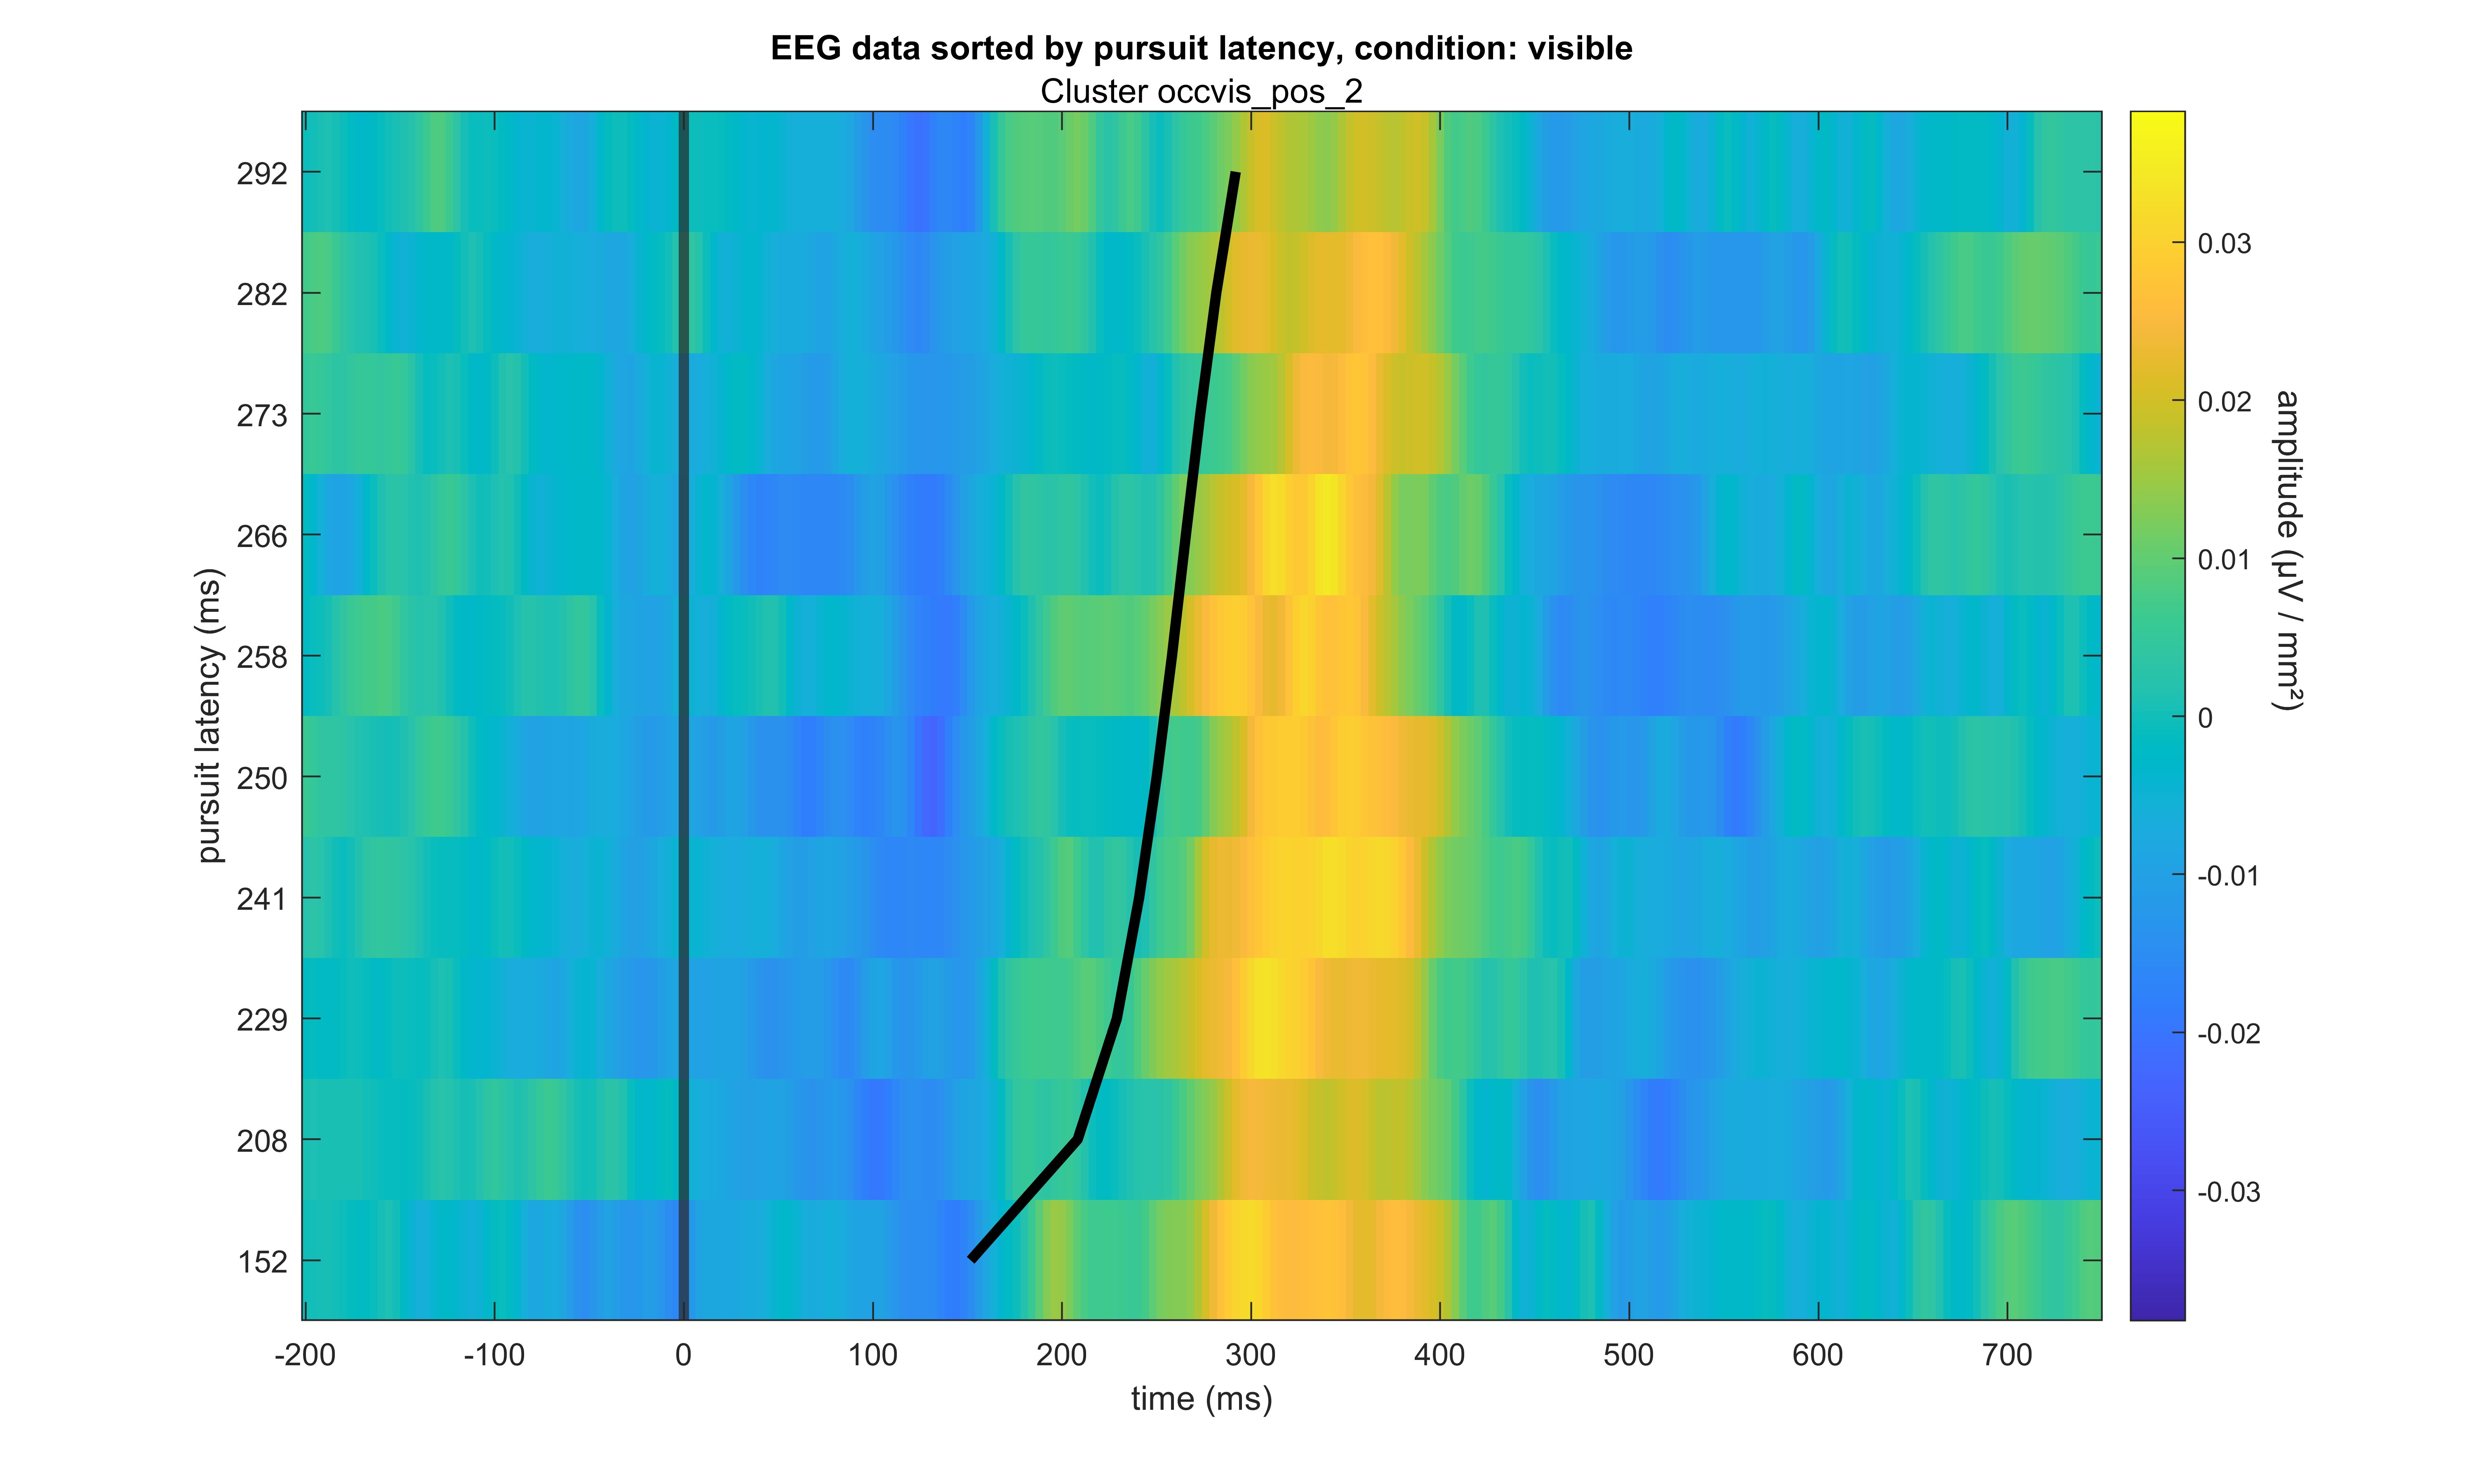 EEG data sorted by pursuit latency, condition: visible
Cluster occvis_pos_2
pursuit latency (ms)
292
282
273
266
258
250
241
229
208
152
-200 -100 0 100 200 300 400 500 600 700
time (ms)
0.03
0.02
0.01
0
-0.01
-0.02
-0.03
amplitude (µV / mm²)